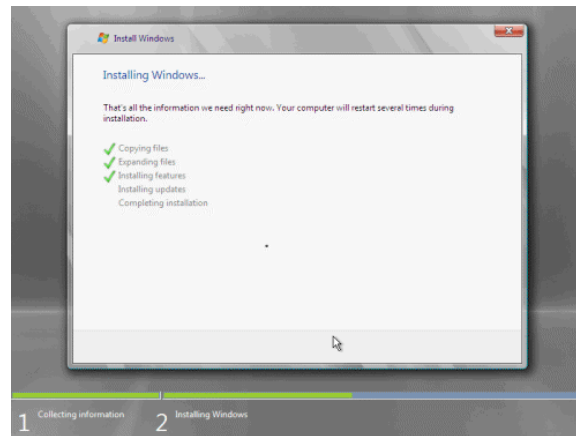 Install Windows
Installing Windows...
That's all the information we need right now. Your computer will restart several times during
installation.
Copying files
Expanding files
Installing features
Installing updates
Completing installation
1 Collecting information 2 Installing Windows